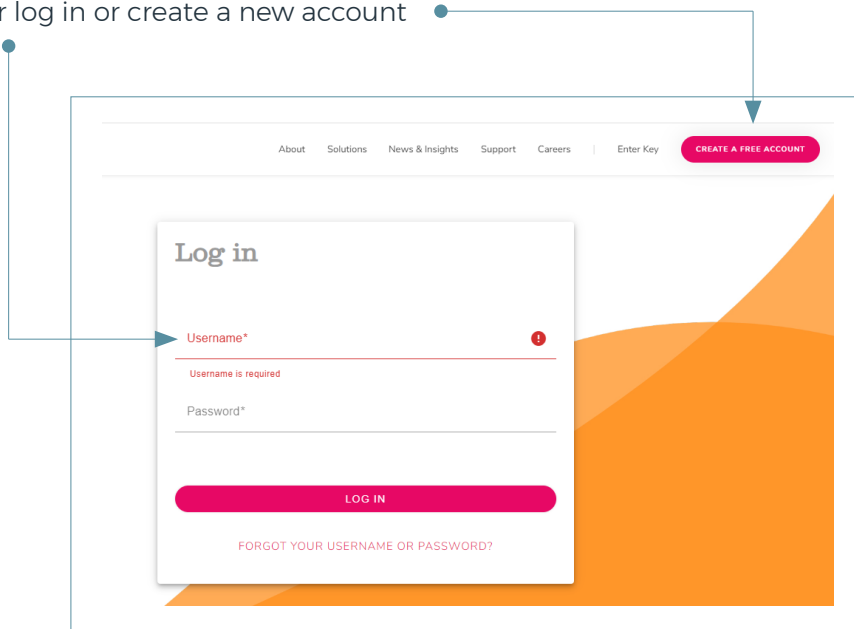 log in or create a new account
About Solutions News & Insights Support Careers | Enter Key CREATE A FREE ACCOUNT
Log in
Username*
Username is required
Password*
LOG IN
FORGOT YOUR USERNAME OR PASSWORD?